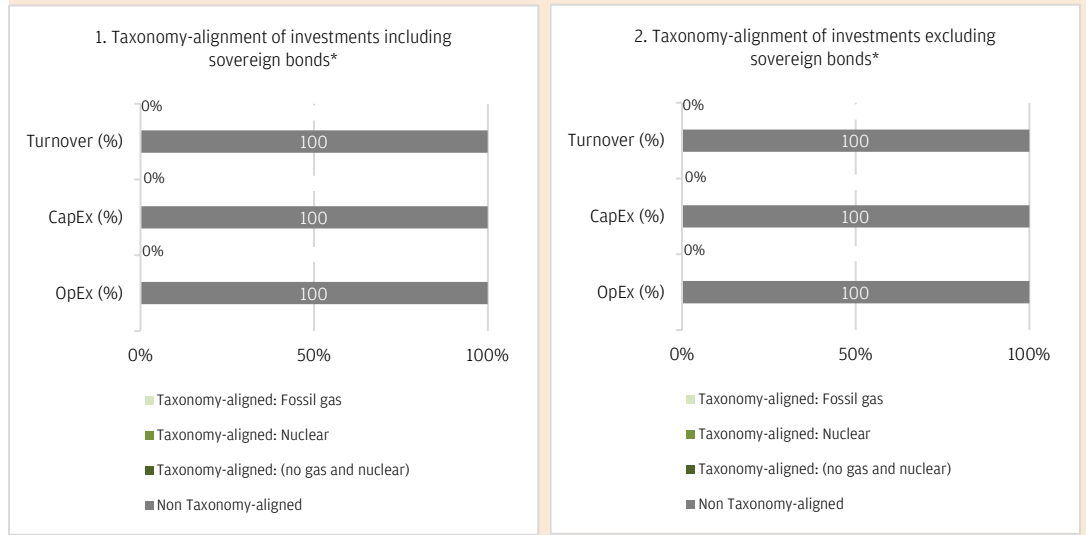 1. Taxonomy-alignment of investments including
sovereign bonds*
0%
Turnover (%)
100
0%
CapEx (%)
100
0%
OpEx (%)
100
0%
50%
100%
Taxonomy-aligned: Fossil gas
Taxonomy-aligned: Nuclear
Taxonomy-aligned: (no gas and nuclear)
Non Taxonomy-aligned
2. Taxonomy-alignment of investments excluding
sovereign bonds*
0%
Turnover (%)
100
0%
CapEx (%)
100
0%
OpEx (%)
100
0%
50%
100%
Taxonomy-aligned: Fossil gas
Taxonomy-aligned: Nuclear
Taxonomy-aligned: (no gas and nuclear)
Non Taxonomy-aligned